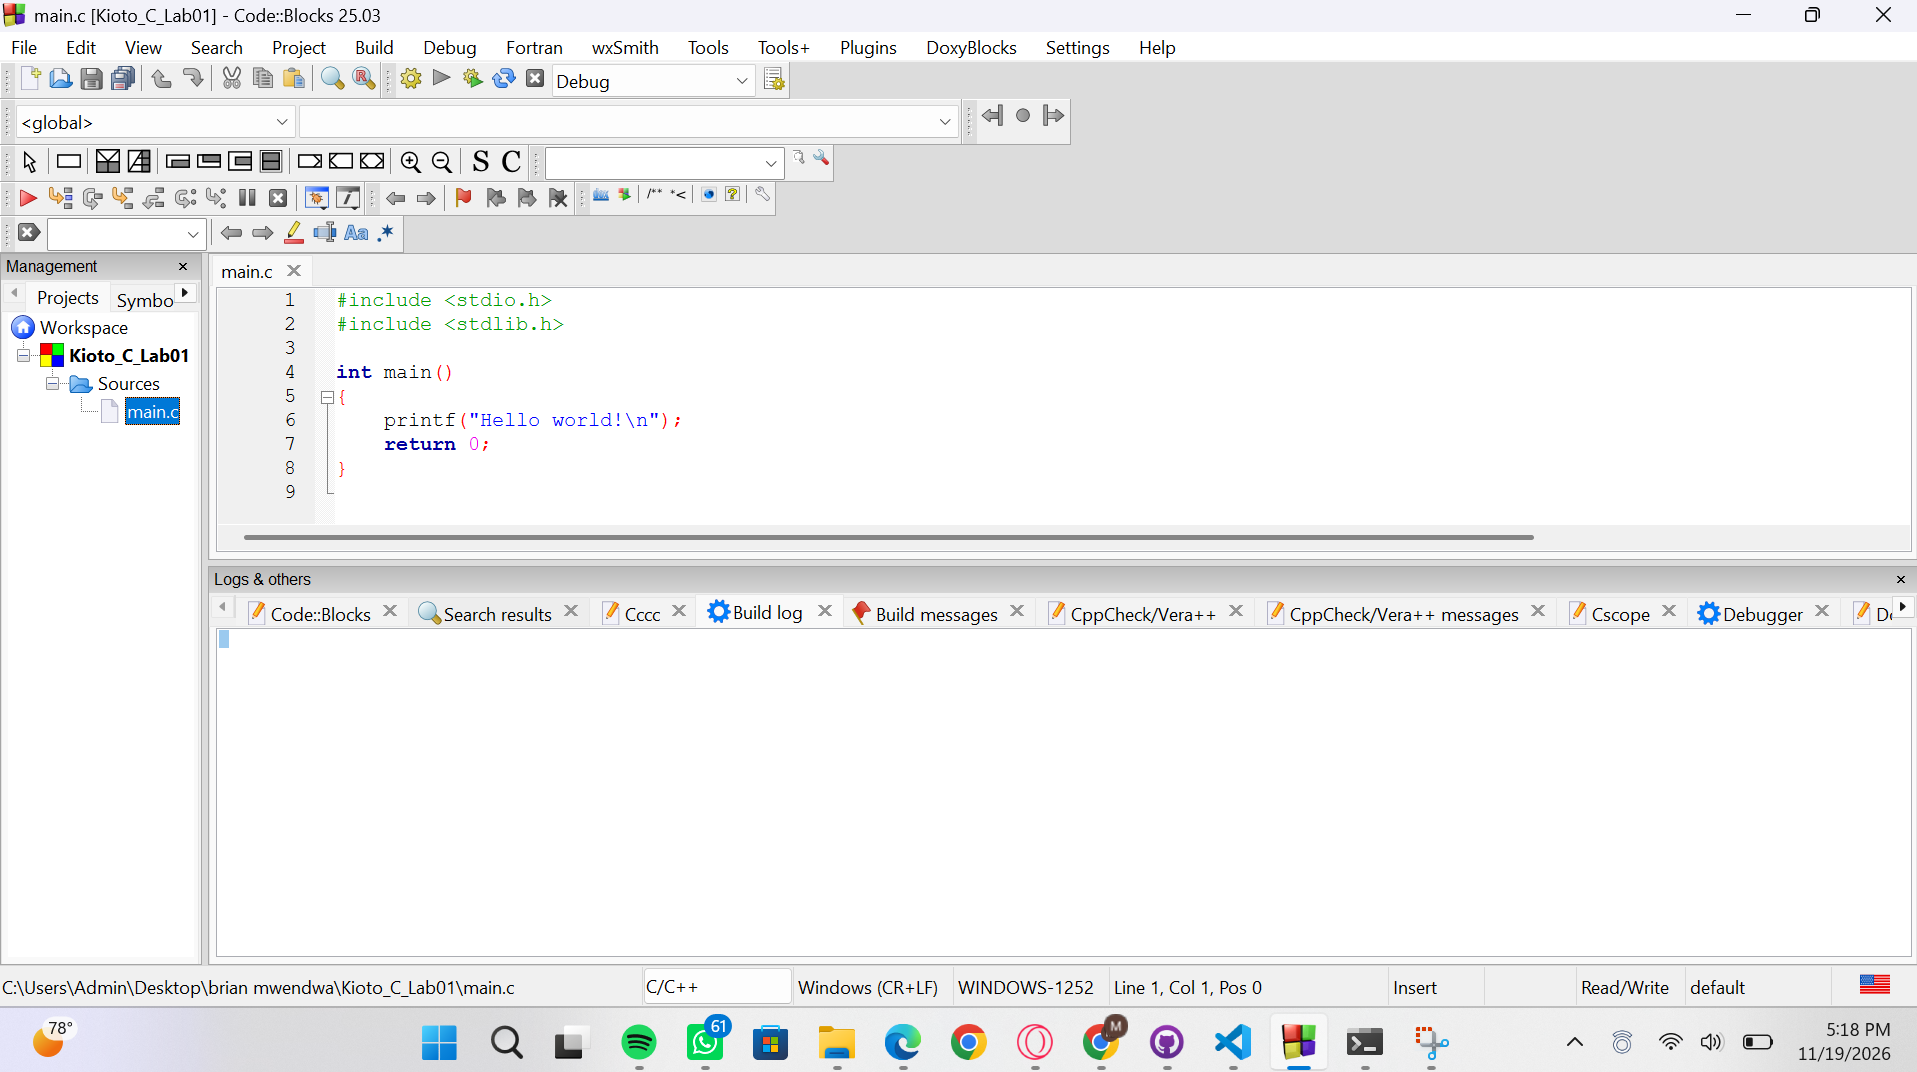 main.c [Kioto_C_Lab01] - Code::Blocks 25.03
File Edit View Search Project Build Debug Fortran wxSmith Tools Tools+ Plugins DoxyBlocks Settings Help
Debug
<global>
S C
/** *<
Aa .*
Management
Projects Symbo
Workspace
Kioto_C_Lab01
Sources
main.c
main.c
1 #include <stdio.h>
2 #include <stdlib.h>
3
4 int main()
5 {
6 printf("Hello world!\n");
7 return 0;
8 }
9
Logs & others
Code::Blocks Search results Cccc Build log Build messages CppCheck/Vera++ CppCheck/Vera++ messages Cscope Debugger
C:\Users\Admin\Desktop\brian mwendwa\Kioto_C_Lab01\main.c C/C++ Windows (CR+LF) WINDOWS-1252 Line 1, Col 1, Pos 0 Insert Read/Write default
78° 61 M 5:18 PM
11/19/2026